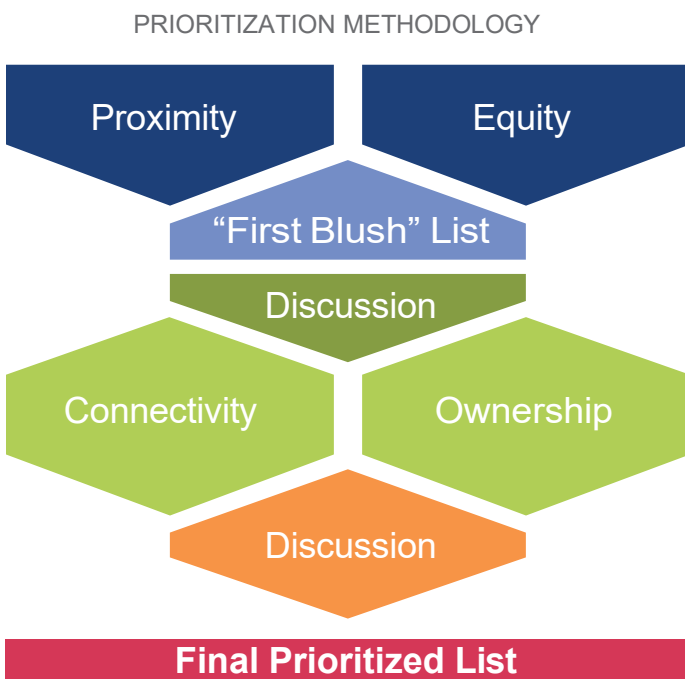 PRIORITIZATION METHODOLOGY
Proximity
Equity
“First Blush” List
Discussion
Connectivity
Ownership
Discussion
Final Prioritized List